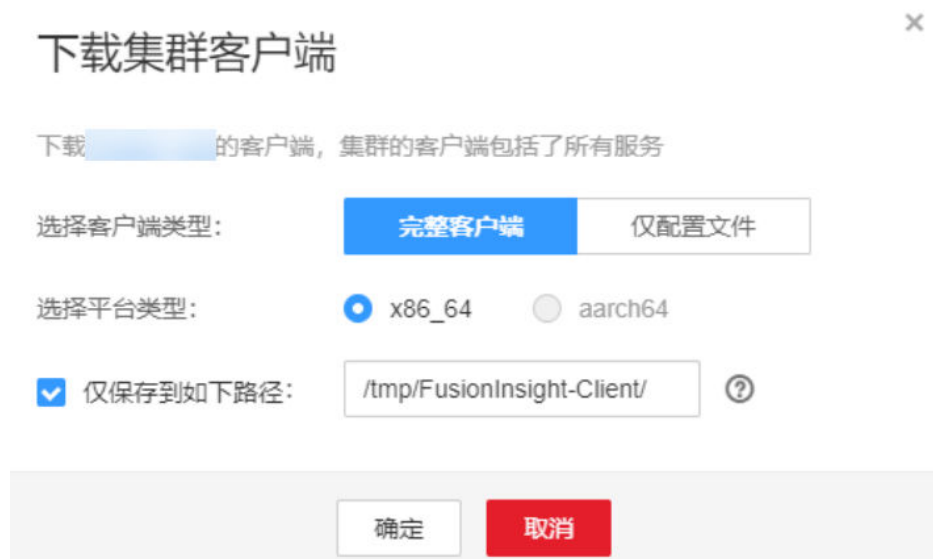 下载集群客户端
下载 的客户端，集群的客户端包括了所有服务
选择客户端类型： 完整客户端 仅配置文件
选择平台类型： x86_64 aarch64
仅保存到如下路径： /tmp/FusionInsight-Client/
确定 取消